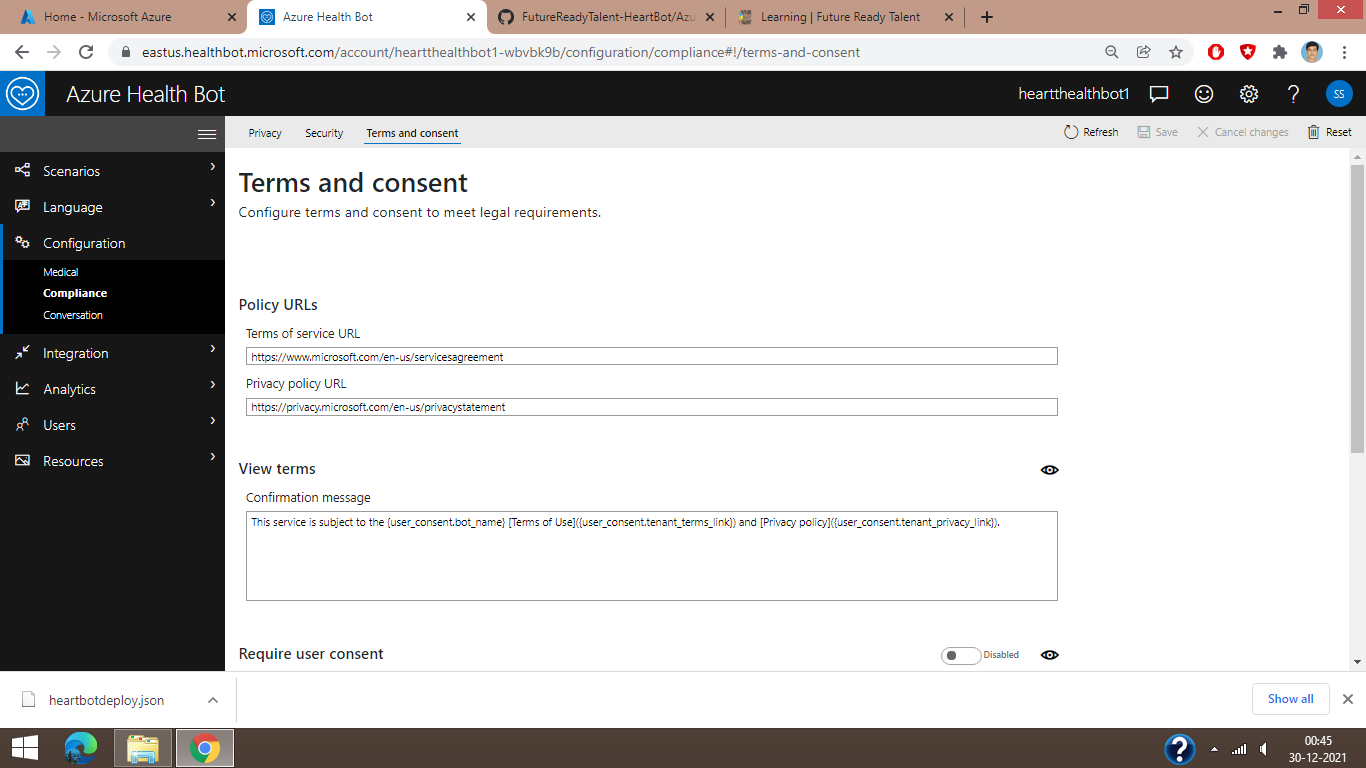 Home - Microsoft Azure
Azure Health Bot
FutureReadyTalent-HeartBot/Azu
Learning | Future Ready Talent
eastus.healthbot.microsoft.com/account/heartthealthbot1-wbvbk9b/configuration/compliance#!/terms-and-consent
Azure Health Bot
heartthealthbot1
SS
Privacy
Security
Terms and consent
Refresh
Save
Cancel changes
Reset
Scenarios
Language
Configuration
Medical
Compliance
Conversation
Integration
Analytics
Users
Resources
Terms and consent
Configure terms and consent to meet legal requirements.
Policy URLs
Terms of service URL
https://www.microsoft.com/en-us/servicesagreement
Privacy policy URL
https://privacy.microsoft.com/en-us/privacystatement
View terms
Confirmation message
This service is subject to the {user_consent.bot_name} [Terms of Use]({user_consent.tenant_terms_link}) and [Privacy policy]({user_consent.tenant_privacy_link}).
Require user consent
Disabled
heartbotdeploy.json
Show all
00:45
30-12-2021